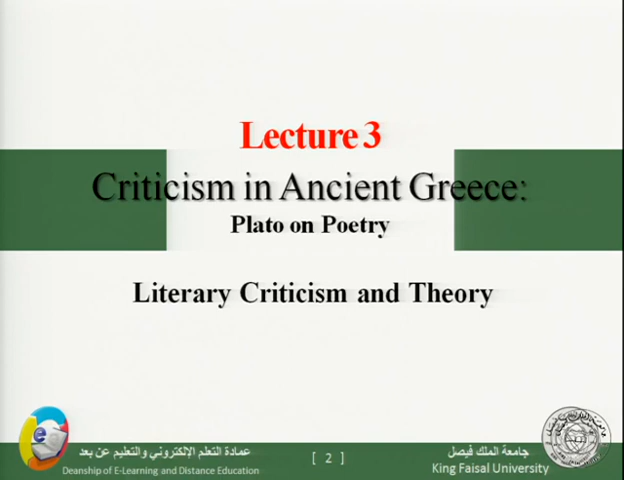 Lecture 3
Criticism in Ancient Greece:
Plato on Poetry
Literary Criticism and Theory
عمادة التعلم الإلكتروني والتعليم عن بعد
Deanship of E-Learning and Distance Education
[ 2 ]
جامعة الملك فيصل
King Faisal University